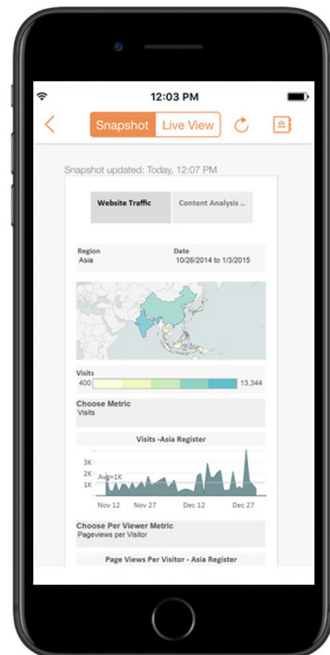 12:03 PM
Snapshot Live View
Snapshot updated: Today, 12:07 PM
Website Traffic Content Analysis ..
Region Date
Asia 10/26/2014 to 1/3/2015
Visits
400 13,344
Choose Metric
Visits
Visits -Asia Register
3K
2K
Avg=1K
1K
Nov 12 Nov 27 Dec 12 Dec 27
Choose Per Viewer Metric
Pageviews per Visitor
Page Views Per Visitor - Asia Register